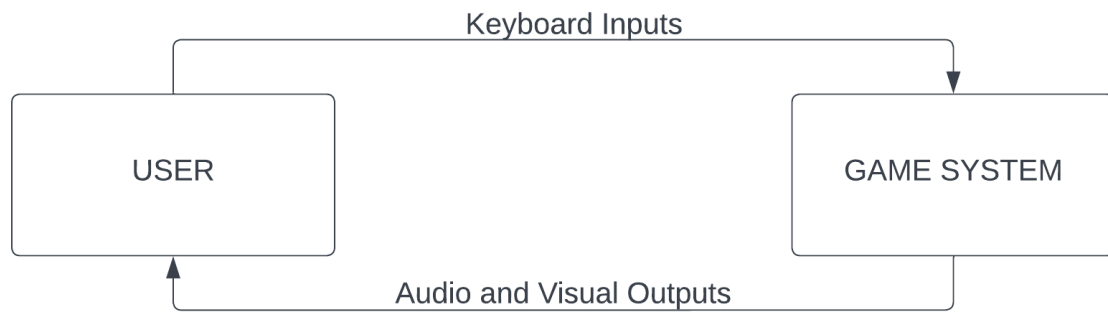 Keyboard Inputs
USER
GAME SYSTEM
Audio and Visual Outputs